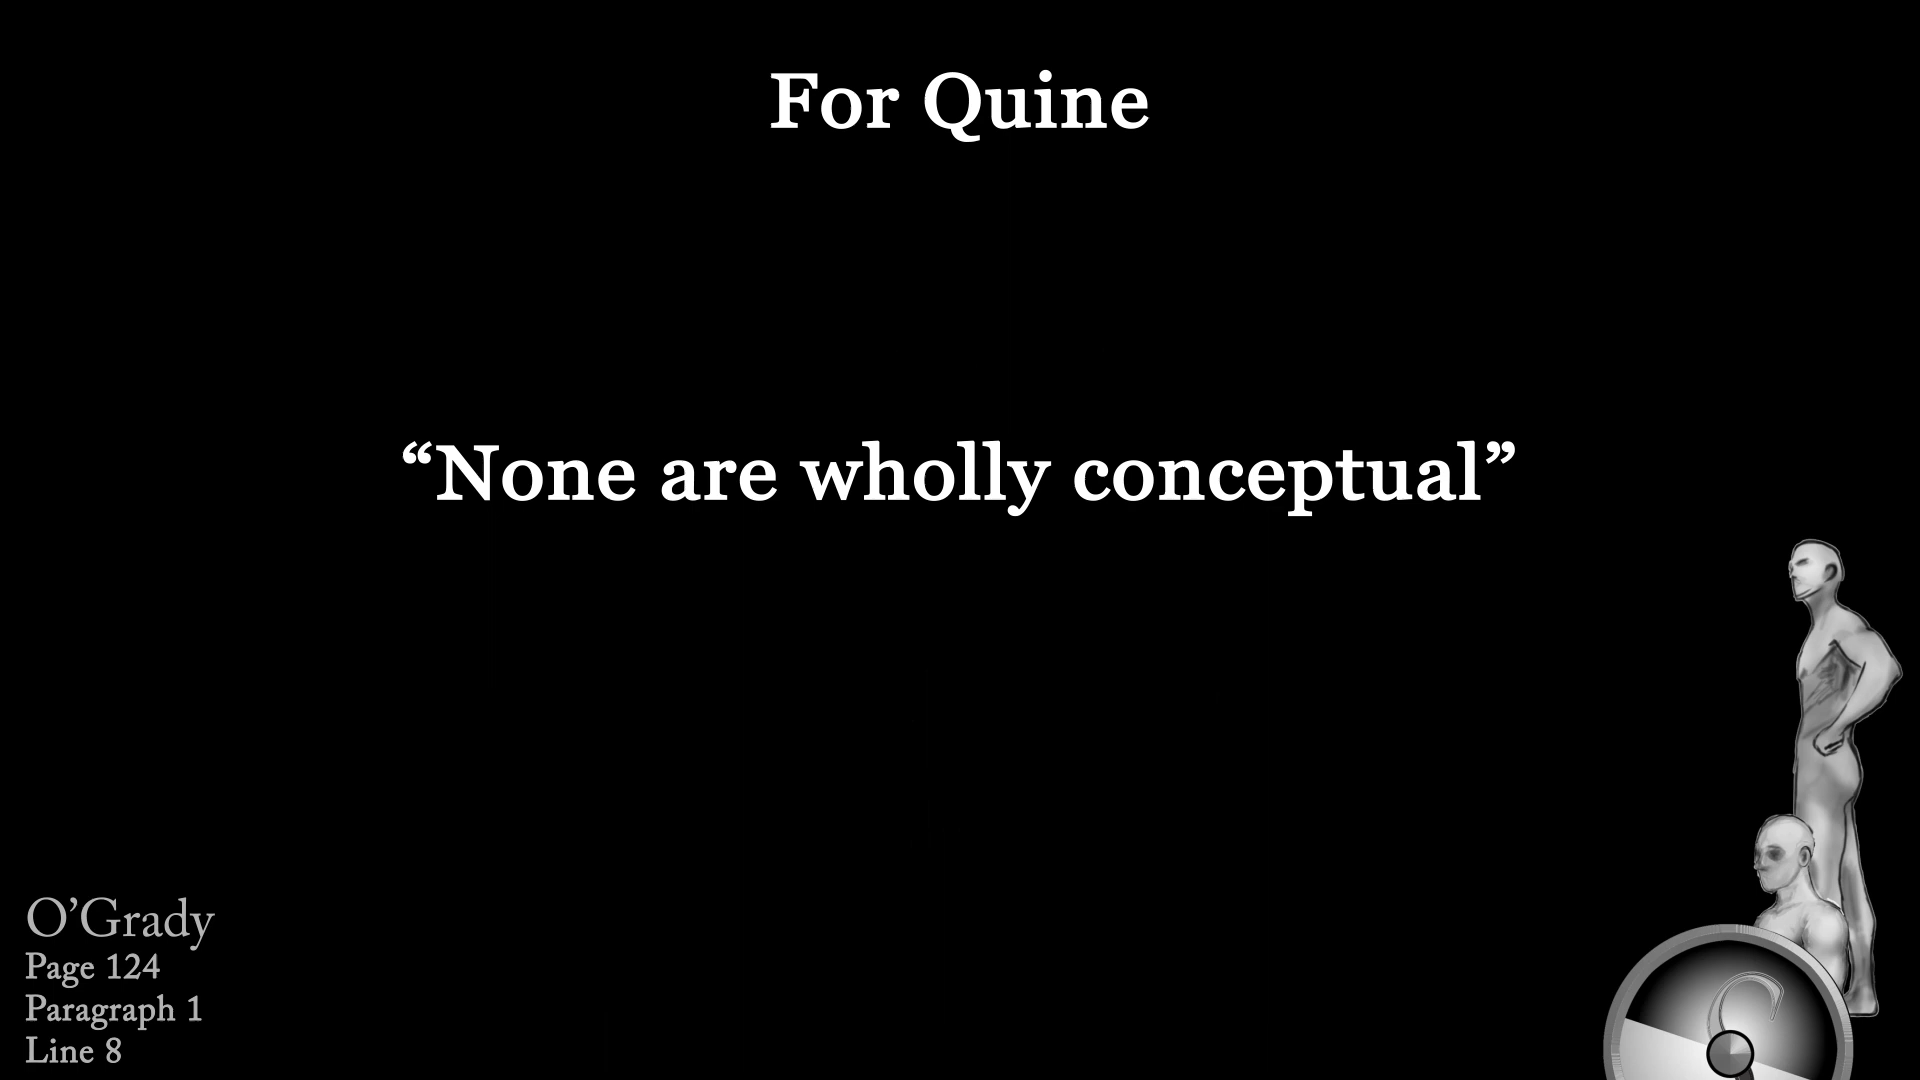 For Quine
“None are wholly conceptual”
O’Grady
Page 124
Paragraph 1
Line 8